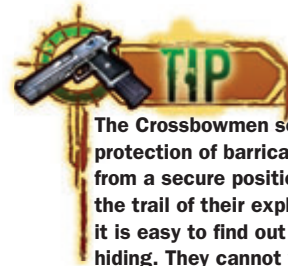 TIP
The Crossbowmen
protection of
from a secure
the trail of their
it is easy to find out
hiding. They cannot